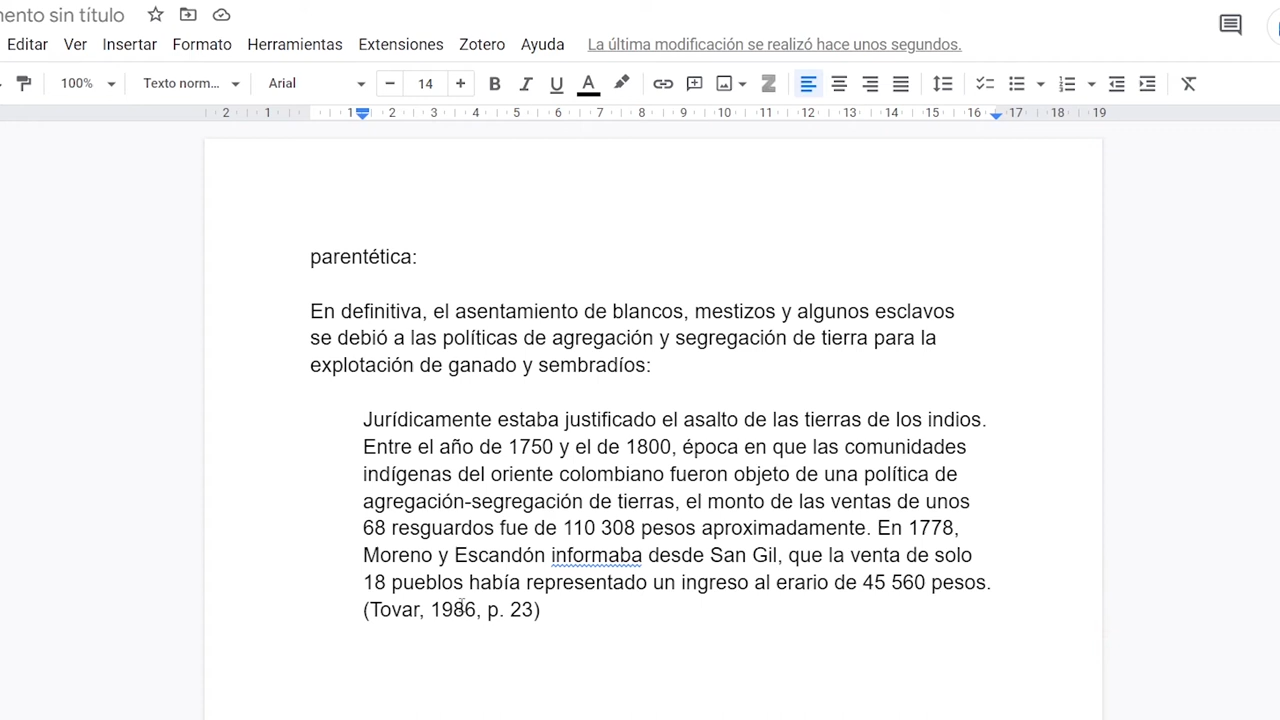 mento sin título
Editar Ver Insertar Formato Herramientas Extensiones Zotero Ayuda La última modificación se realizó hace unos segundos.
100% Texto norm... Arial − 14 + B I U A
2 1 1 2 3 4 5 6 7 8 9 10 11 12 13 14 15 16 17 18 19
parentética:
En definitiva, el asentamiento de blancos, mestizos y algunos esclavos
se debió a las políticas de agregación y segregación de tierra para la
explotación de ganado y sembradíos:
Jurídicamente estaba justificado el asalto de las tierras de los indios.
Entre el año de 1750 y el de 1800, época en que las comunidades
indígenas del oriente colombiano fueron objeto de una política de
agregación-segregación de tierras, el monto de las ventas de unos
68 resguardos fue de 110 308 pesos aproximadamente. En 1778,
Moreno y Escandón informaba desde San Gil, que la venta de solo
18 pueblos había representado un ingreso al erario de 45 560 pesos.
(Tovar, 1986, p. 23)